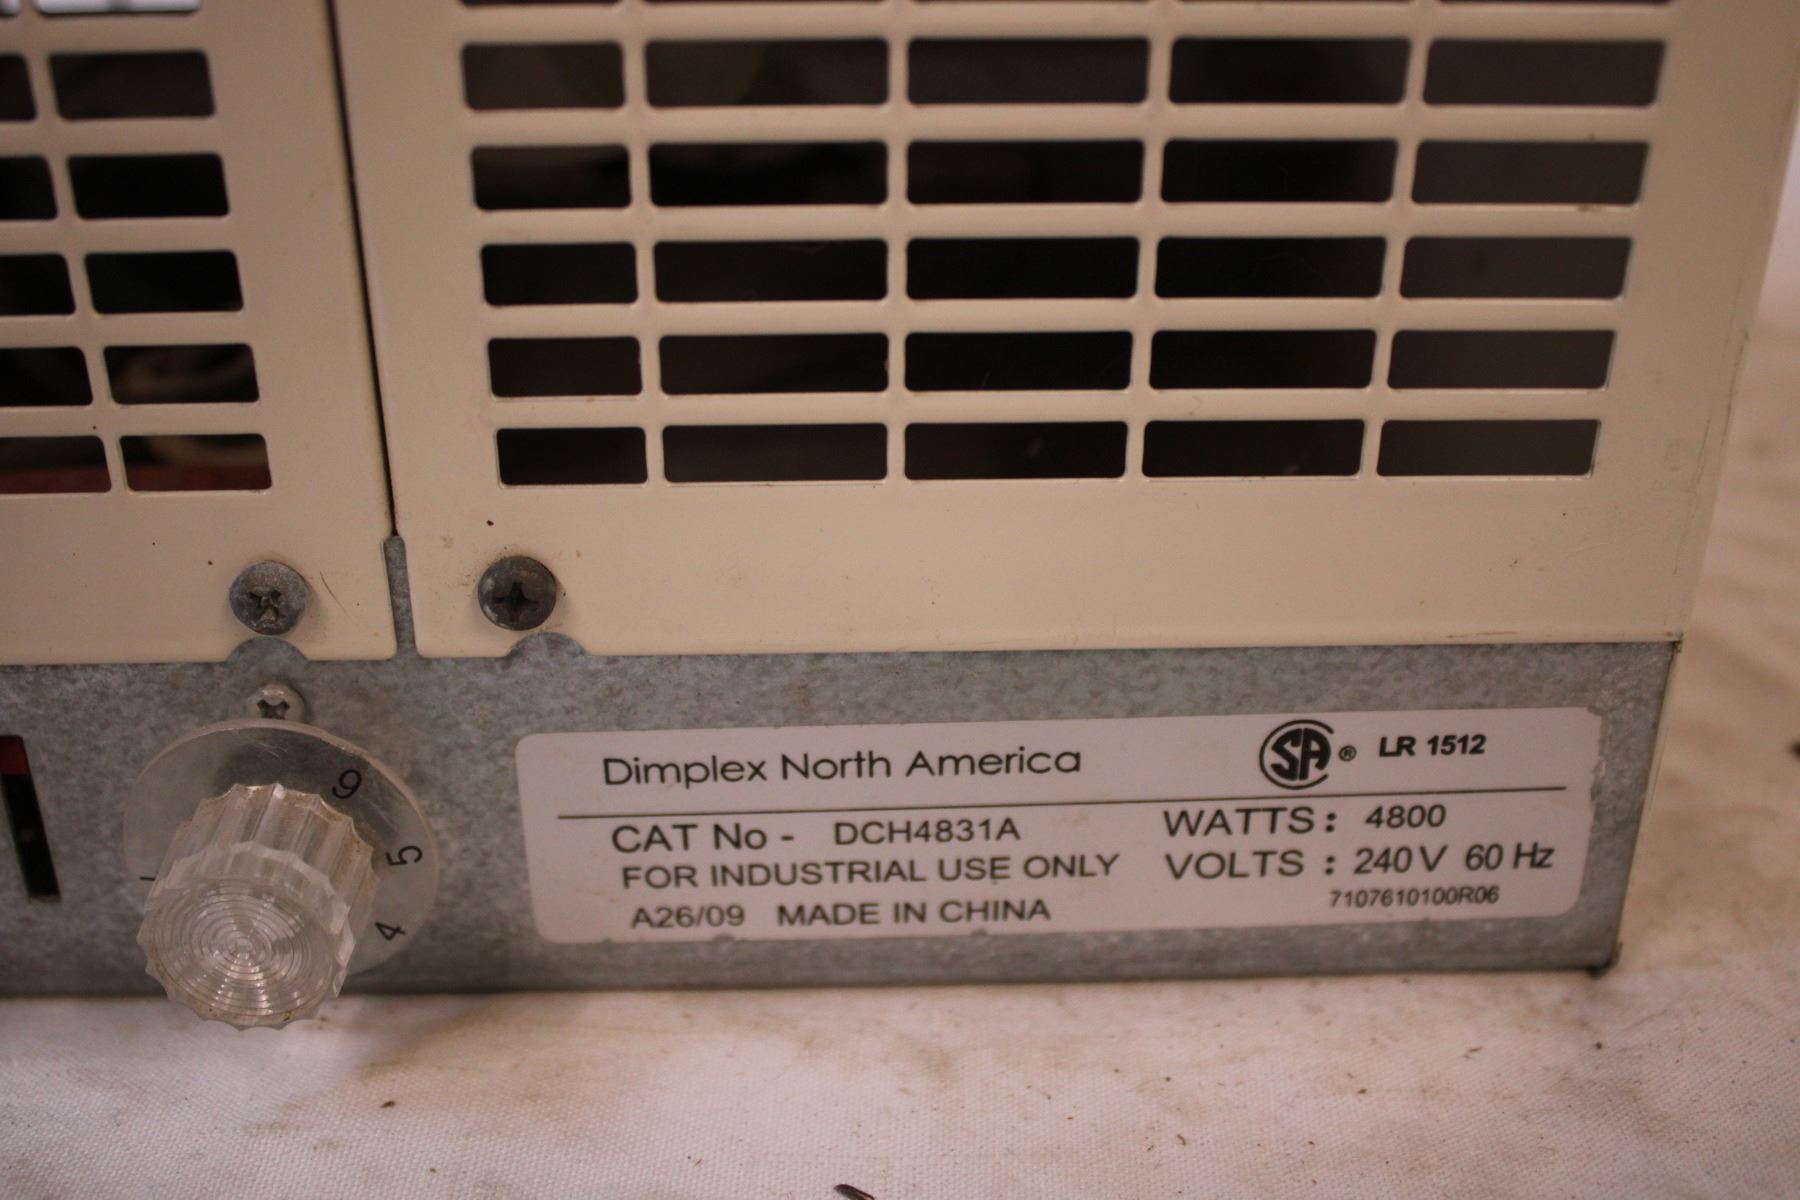 Dimplex North America
SA® LR 1512
CAT No - DCH4831A
WATTS: 4800
FOR INDUSTRIAL USE ONLY
VOLTS : 240V 60 Hz
A26/09 MADE IN CHINA
7107610100R06
6
5
4